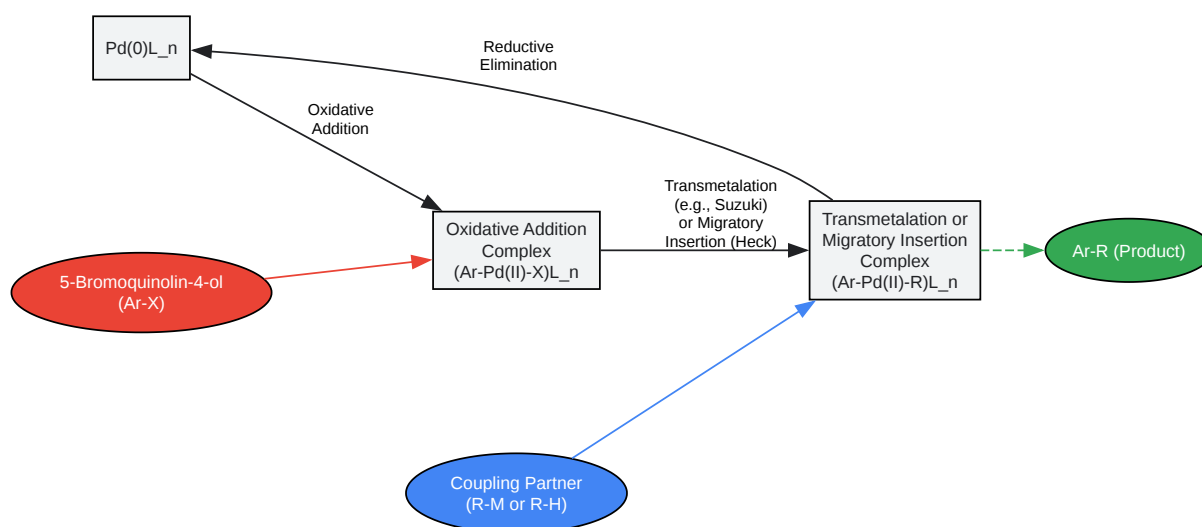 Pd(0)L_n
Reductive
Elimination
Oxidative
Addition
Transmetalation
(e.g., Suzuki)
or Migratory
Insertion (Heck)
Oxidative Addition
Complex
(Ar-Pd(II)-X)L_n
Transmetalation or
Migratory Insertion
Complex
(Ar-Pd(II)-R)L_n
Ar-R (Product)
5-Bromoquinolin-4-ol
(Ar-X)
Coupling Partner
(R-M or R-H)